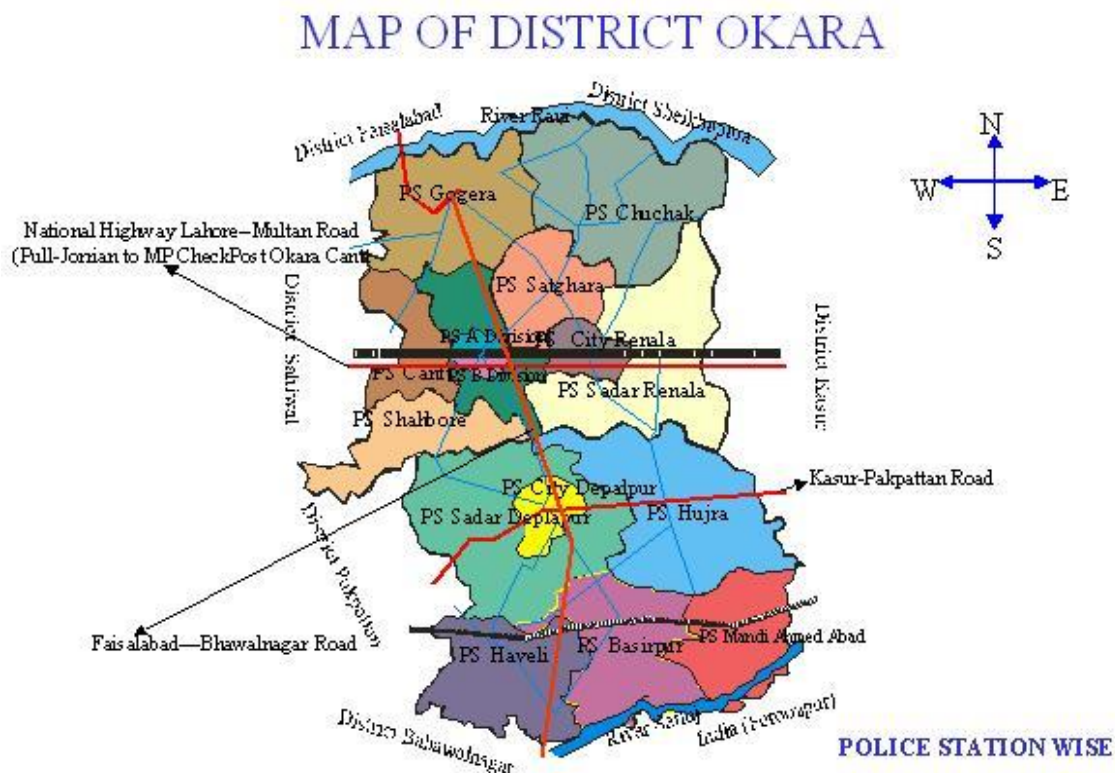 MAP OF DISTRICT OKARA
District Sheikhupura
River Ravi
District Faisalabad
N
W
E
S
PS Gogera
PS Chuchak
National Highway Lahore–Multan Road
(Pull-Jorrian to MP CheckPost Okara Cantt
PS Satghara
District Sahiwal
District Kasur
PS A Division
PS City Renala
PS Cantt
PS B Division
PS Sadar Renala
PS Shahbore
Kasur-Pakpattan Road
PS City Depalpur
PS Sadar Deplapur
PS Hujra
District Pakpattan
Faisalabad—Bhawalnagar Road
PS Haveli
PS Basirpur
PS Mandi Ahmed Abad
District Bahawalnagar
River Satluj
India (Ferozapur)
POLICE STATION WISE